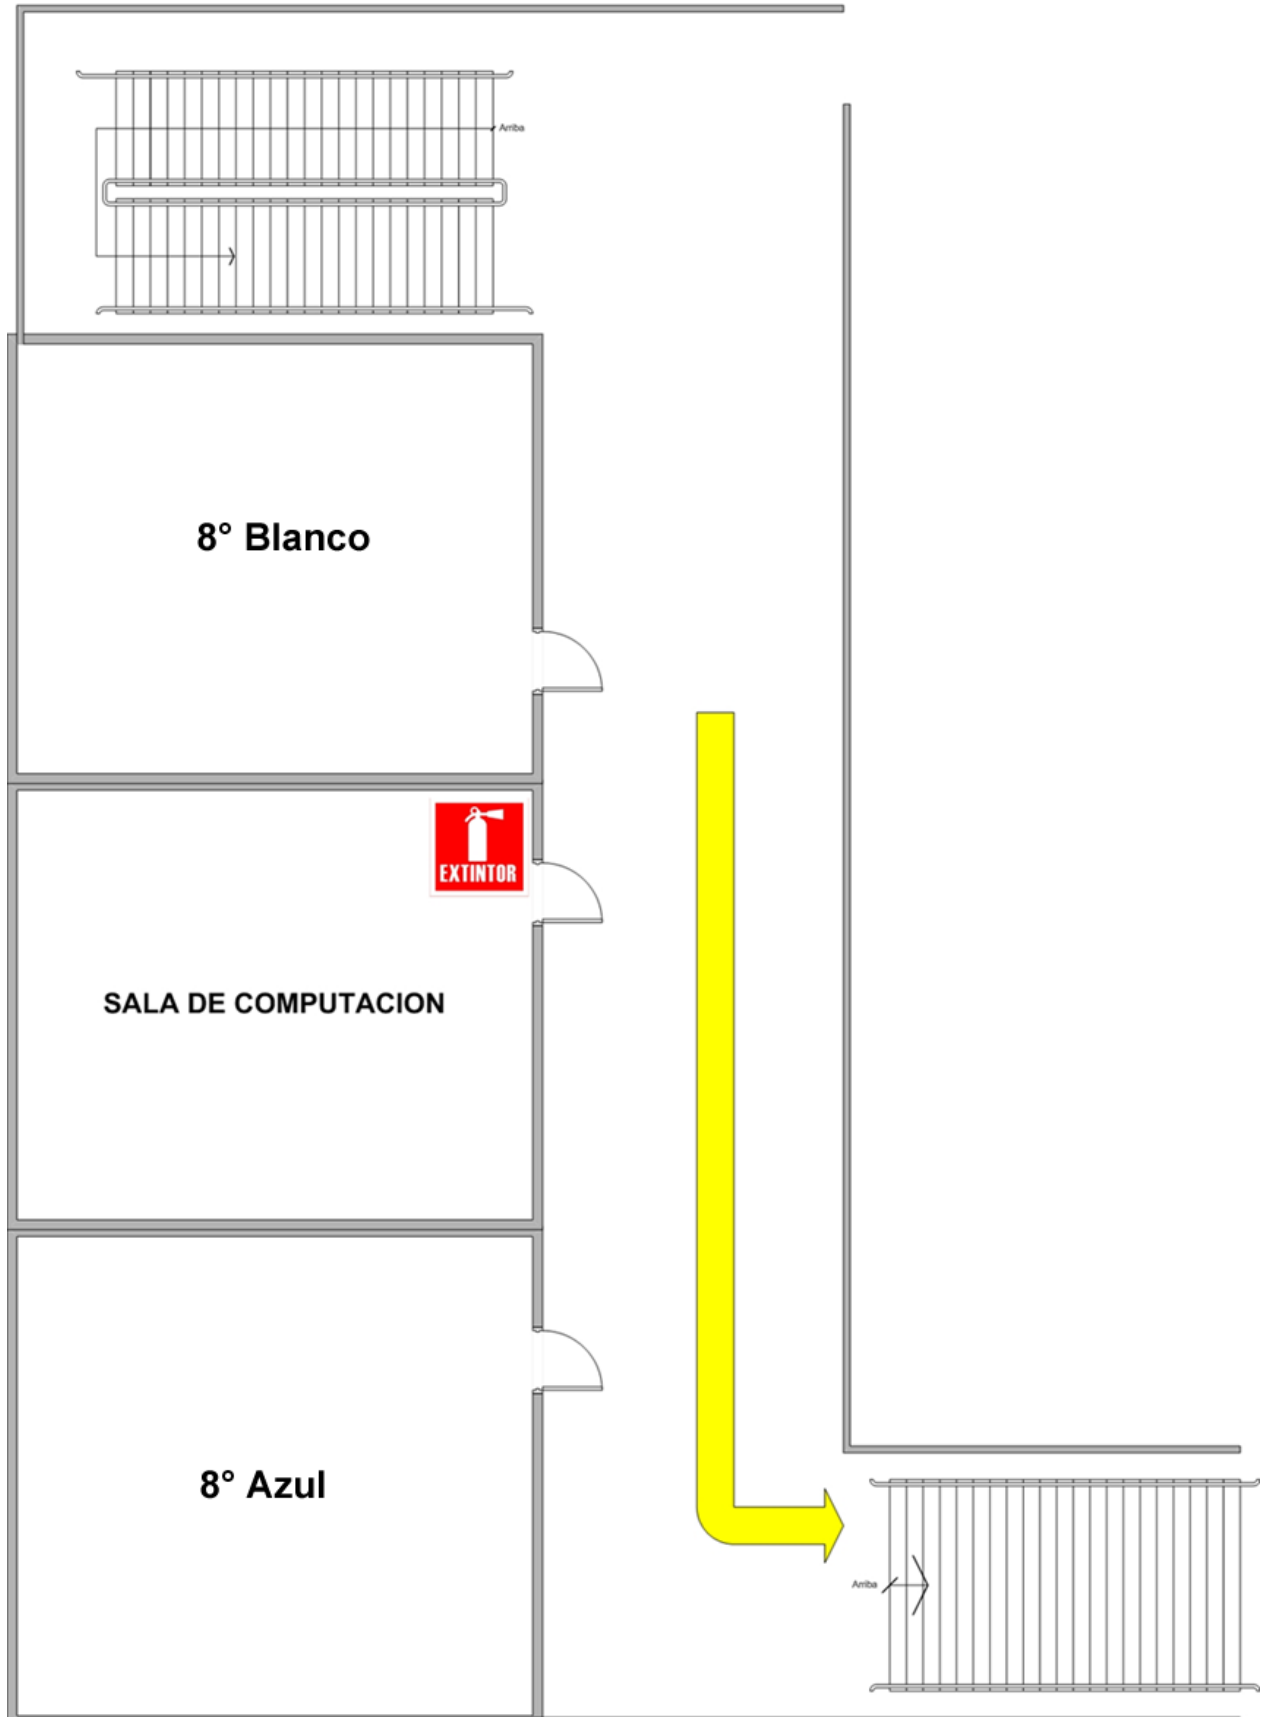 Arriba
8° Blanco
EXTINTOR
SALA DE COMPUTACION
8° Azul
Arriba